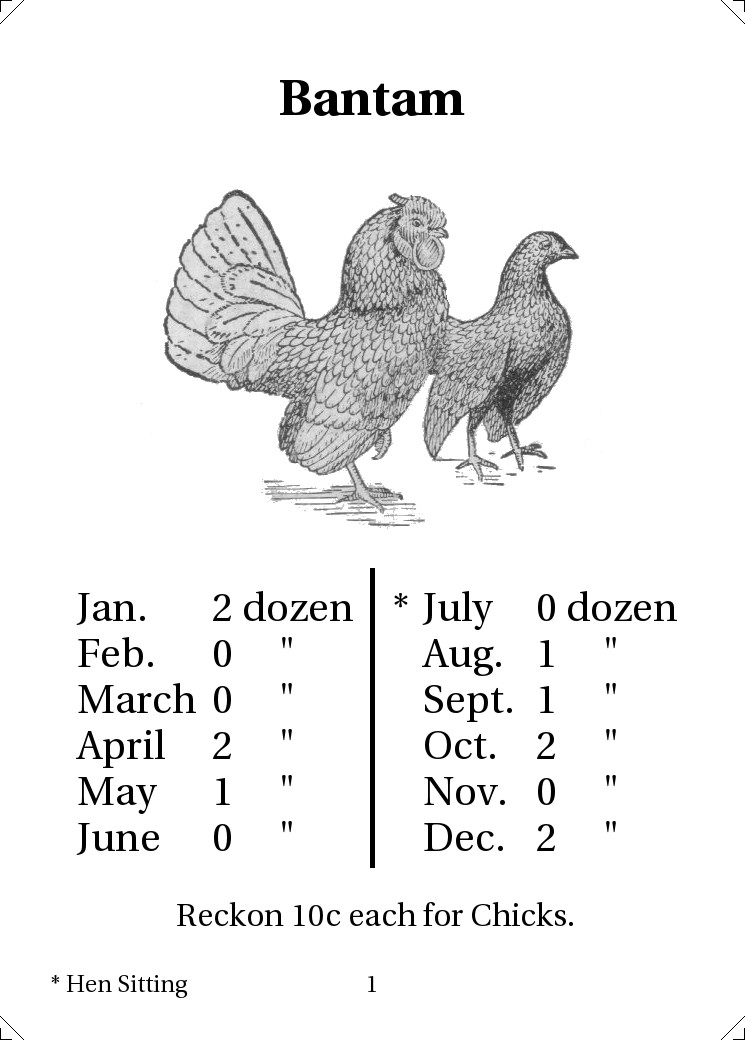 Bantam
Jan. 2 dozen
Feb. 0 "
March 0 "
April 2 "
May 1 "
June 0 "
* July 0 dozen
Aug. 1 "
Sept. 1 "
Oct. 2 "
Nov. 0 "
Dec. 2 "
Reckon 10c each for Chicks.
* Hen Sitting
1